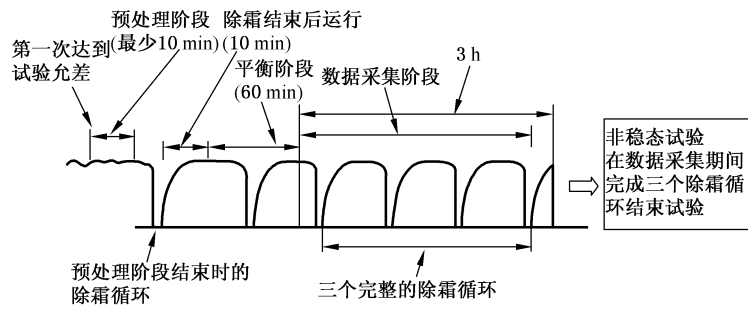 预处理阶段
(最少10 min)
除霜结束后运行
(10 min)
第一次达到
试验允差
平衡阶段
(60 min)
数据采集阶段
3 h
非稳态试验
在数据采集期间
完成三个除霜循
环结束试验
预处理阶段结束时的
除霜循环
三个完整的除霜循环